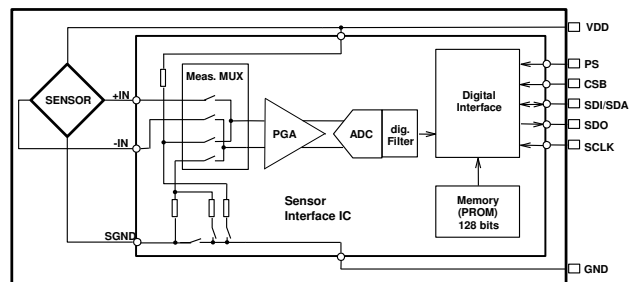 VDD
PS
CSB
SDI/SDA
SDO
SCLK
GND
SENSOR
+IN
-IN
SGND
Meas. MUX
PGA
ADC
dig.
Filter
Digital
Interface
Memory
(PROM)
128 bits
Sensor
Interface IC